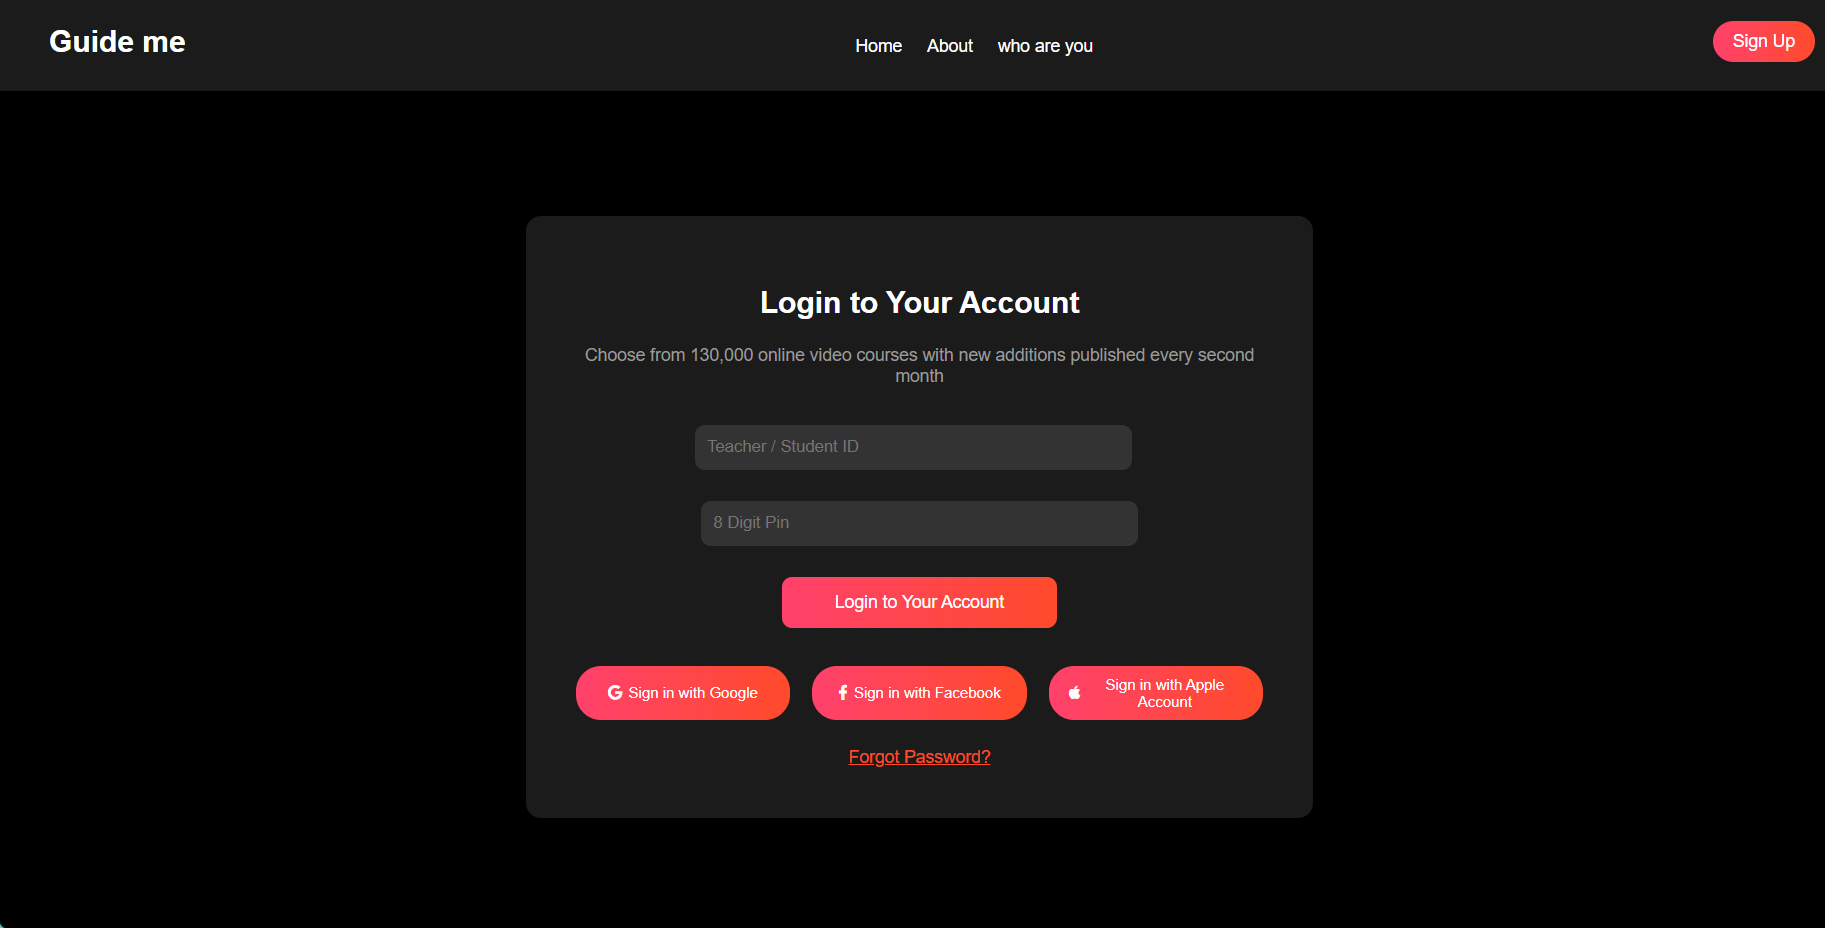 Guide me
Home About who are you
Sign Up
Login to Your Account
Choose from 130,000 online video courses with new additions published every second
month
Teacher / Student ID
8 Digit Pin
Login to Your Account
Sign in with Google
Sign in with Facebook
Sign in with Apple
Account
Forgot Password?